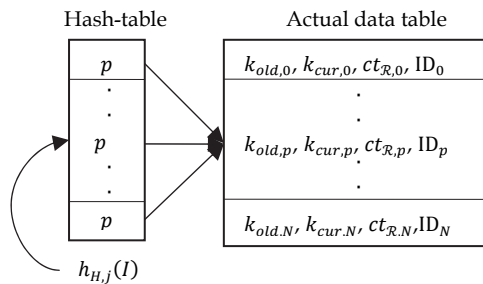 Hash-table Actual data table
p k_{old,0}, k_{cur,0}, ct_{ℛ,0}, ID_0
p k_{old,p}, k_{cur,p}, ct_{ℛ,p}, ID_p
p k_{old.N}, k_{cur.N}, ct_{ℛ.N},ID_N
h_{H,j}(I)